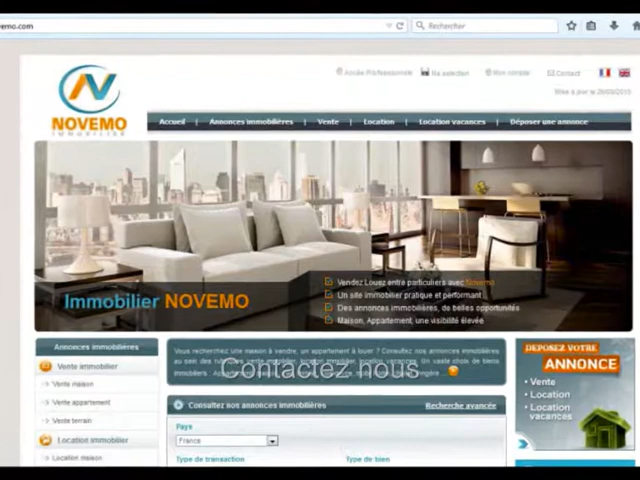 Rechercher
Accès Professionnels
Ma sélection
Mon compte
Contact
NOVEMO
IMMOBILIER
Accueil | Annonces immobilières | Vente | Location | Location vacances | Déposer une annonce
Immobilier NOVEMO
Vendez Louez entre particuliers avec Novemo
Un site immobilier pratique et performant
Des annonces immobilières, de belles opportunités
Maison, Appartement, une visibilité élevée
Annonces immobilières
Vente immobilier
Vente maison
Vente appartement
Vente terrain
Location immobilier
Location maison
Vous recherchez une maison à vendre, un appartement à louer ? Consultez nos annonces immobilières
Contactez nous
Consultez nos annonces immobilières
Recherche avancée
Pays
France
Type de transaction
Type de bien
DEPOSEZ VOTRE
ANNONCE
• Vente
• Location
• Location
vacances